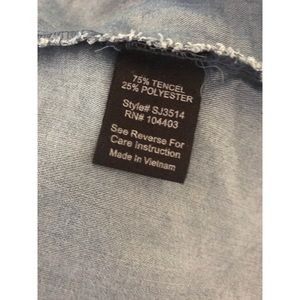 75% TENCEL
25% POLYESTER
Style# SJ3514
RN# 104403
See Reverse For
Care Instruction
Made in Vietnam